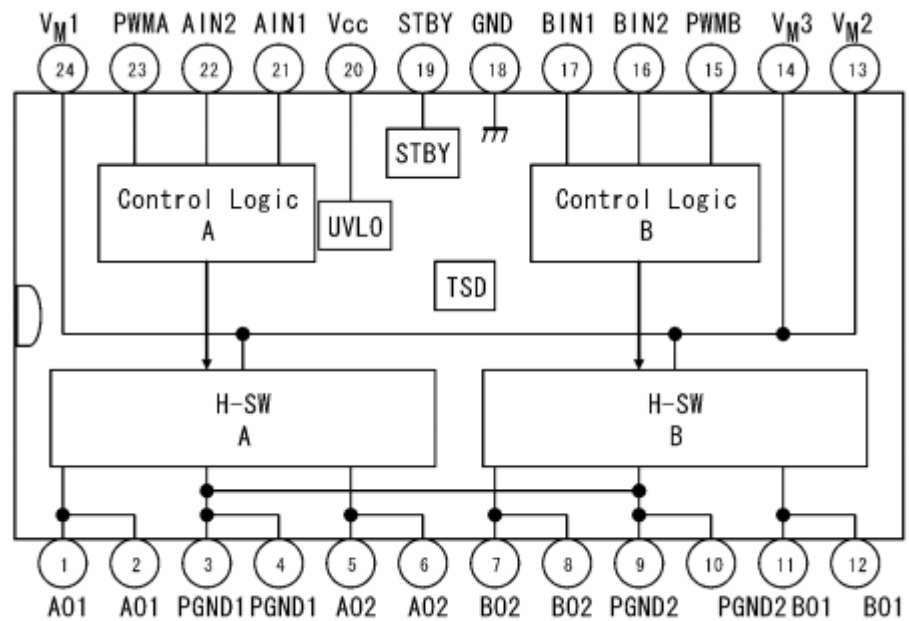 VM1 PWMA AIN2 AIN1 Vcc STBY GND BIN1 BIN2 PWMB VM3 VM2
24 23 22 21 20 19 18 17 16 15 14 13
STBY
Control Logic
A
UVLO
Control Logic
B
TSD
H-SW
A
H-SW
B
1 2 3 4 5 6 7 8 9 10 11 12
AO1 AO1 PGND1 PGND1 AO2 AO2 BO2 BO2 PGND2 PGND2 BO1 BO1